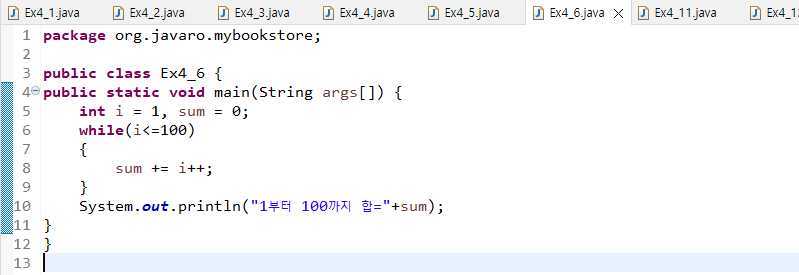 Ex4_1.java Ex4_2.java Ex4_3.java Ex4_4.java Ex4_5.java Ex4_6.java Ex4_11.java
1 package org.javaro.mybookstore;
2
3 public class Ex4_6 {
4 public static void main(String args[]) {
5     int i = 1, sum = 0;
6     while(i<=100)
7     {
8         sum += i++;
9     }
10     System.out.println("1부터 100까지 합="+sum);
11 }
12 }
13